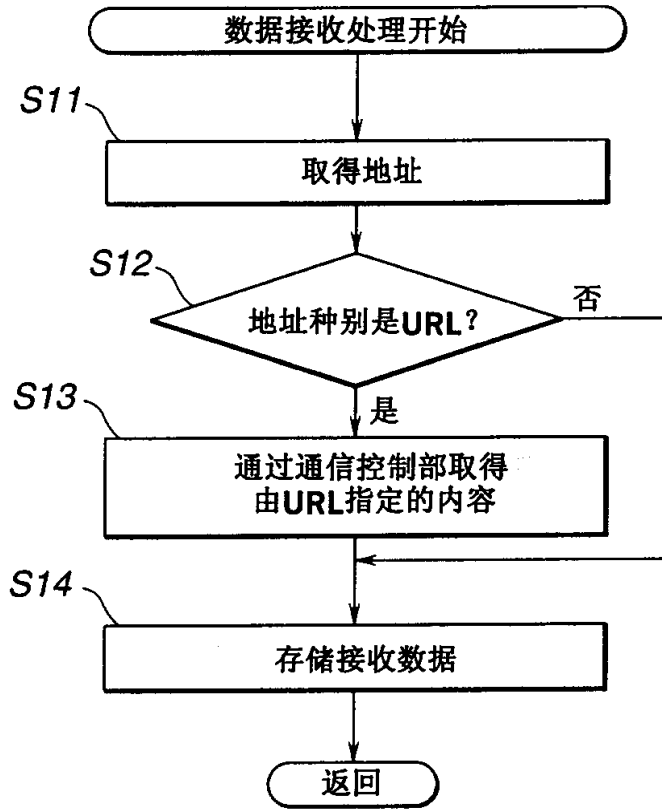 数据接收处理开始
S11
取得地址
S12
地址种别是URL？
否
是
S13
通过通信控制部取得
由URL指定的内容
S14
存储接收数据
返回